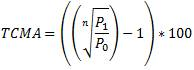 TCMA = ((ⁿ√(P₁/P₀)) − 1) * 100